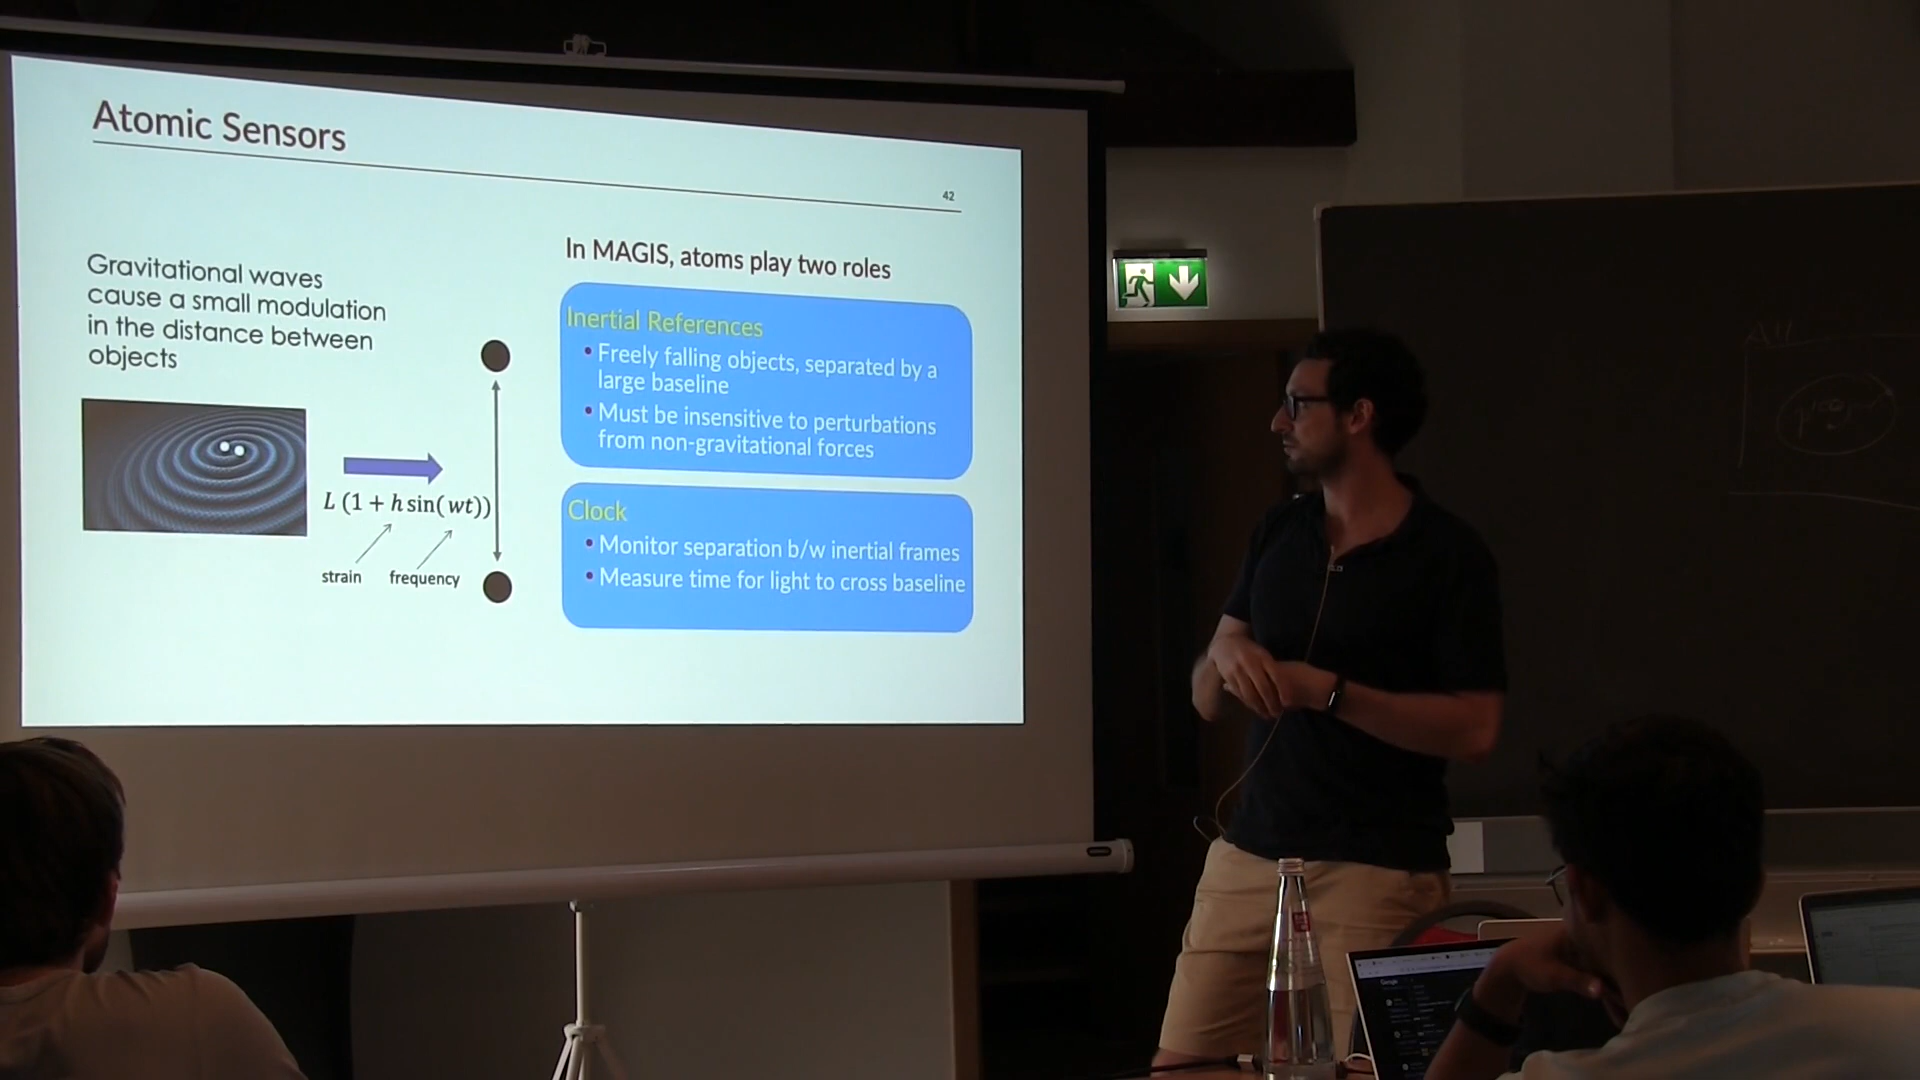 Atomic Sensors
42
Gravitational waves
cause a small modulation
in the distance between
objects
L (1 + h sin(wt))
strain
frequency
In MAGIS, atoms play two roles
Inertial References
• Freely falling objects, separated by a
large baseline
• Must be insensitive to perturbations
from non-gravitational forces
Clock
• Monitor separation b/w inertial frames
• Measure time for light to cross baseline